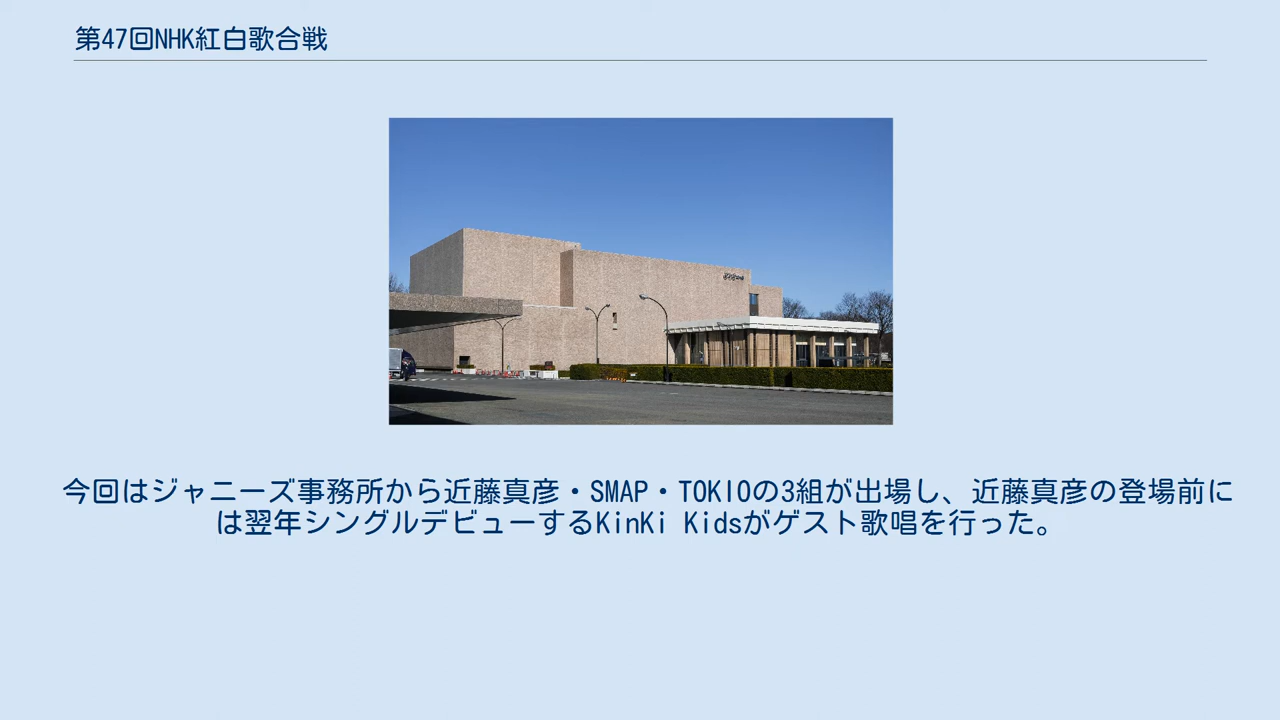 第47回NHK紅白歌合戦
今回はジャニーズ事務所から近藤真彦・SMAP・TOKIOの3組が出場し、近藤真彦の登場前に
は翌年シングルデビューするKinKi Kidsがゲスト歌唱を行った。